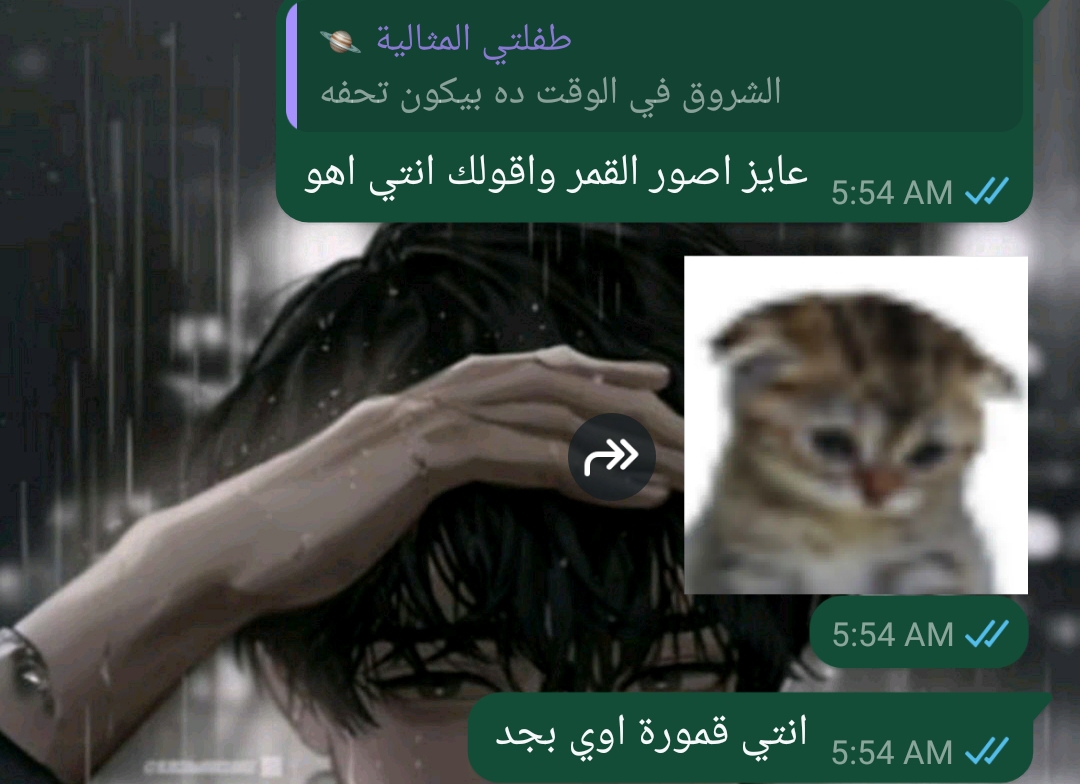 طفلتي المثالية 🪐
الشروق في الوقت ده بيكون تحفه
عايز اصور القمر واقولك انتي اهو
5:54 AM
5:54 AM
انتي قمورة اوي بجد
5:54 AM